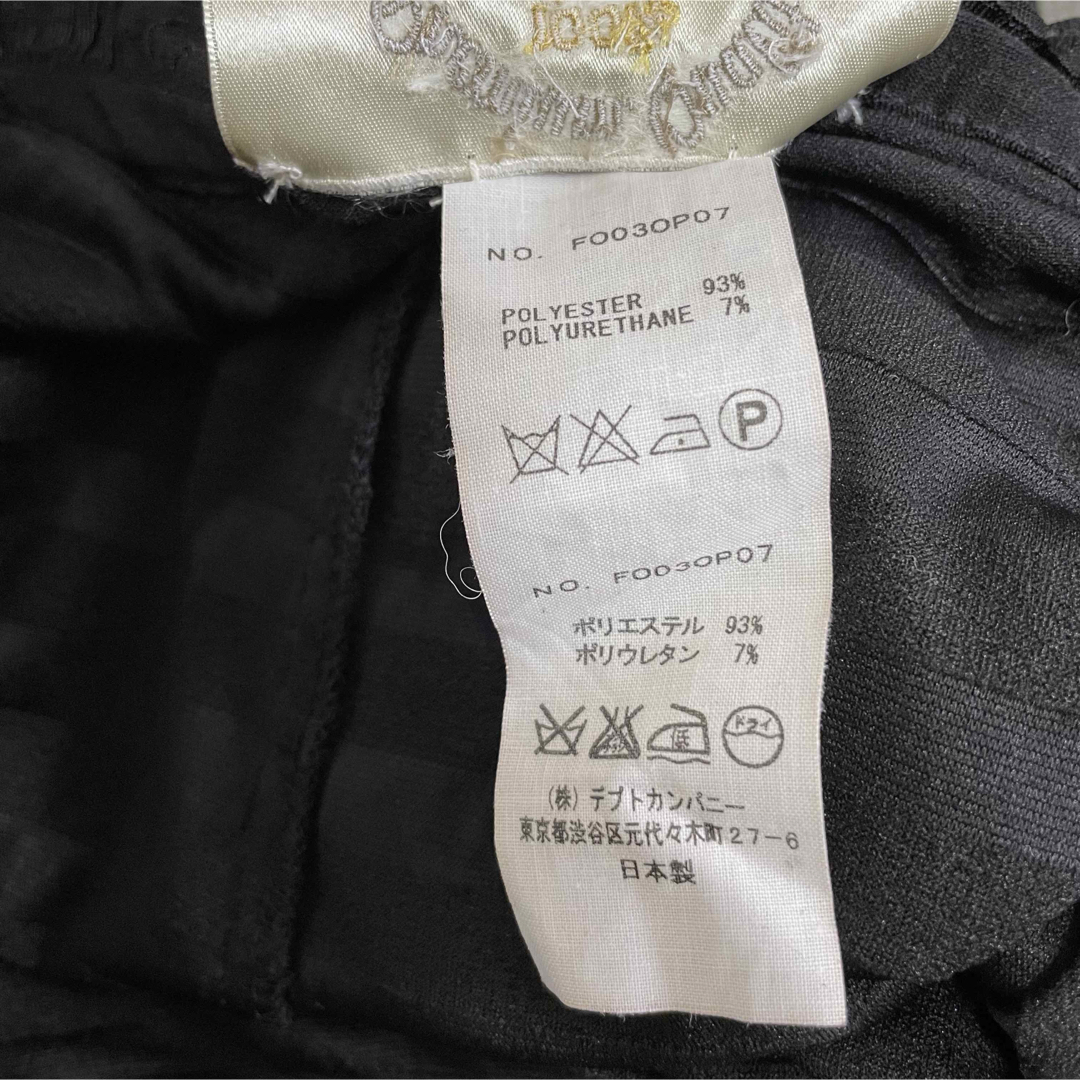 NO. F0030P07
POLYESTER 93%
POLYURETHANE 7%
P
NO. F0030P07
ポリエステル 93%
ポリウレタン 7%
低 ドライ
(株)デプトカンパニー
東京都渋谷区元代々木町27-6
日本製